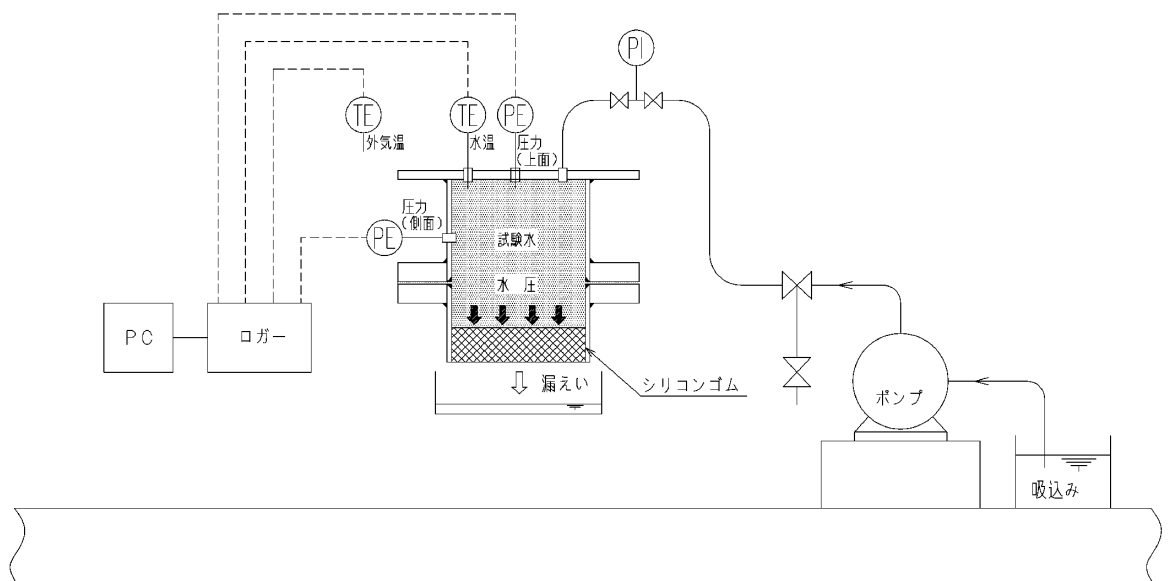 PI
TE
TE
PE
外気温
水温
圧力
(上面)
圧力
(側面)
PE
試験水
水 圧
PC
ロガー
漏えい
シリコンゴム
ポンプ
吸込み